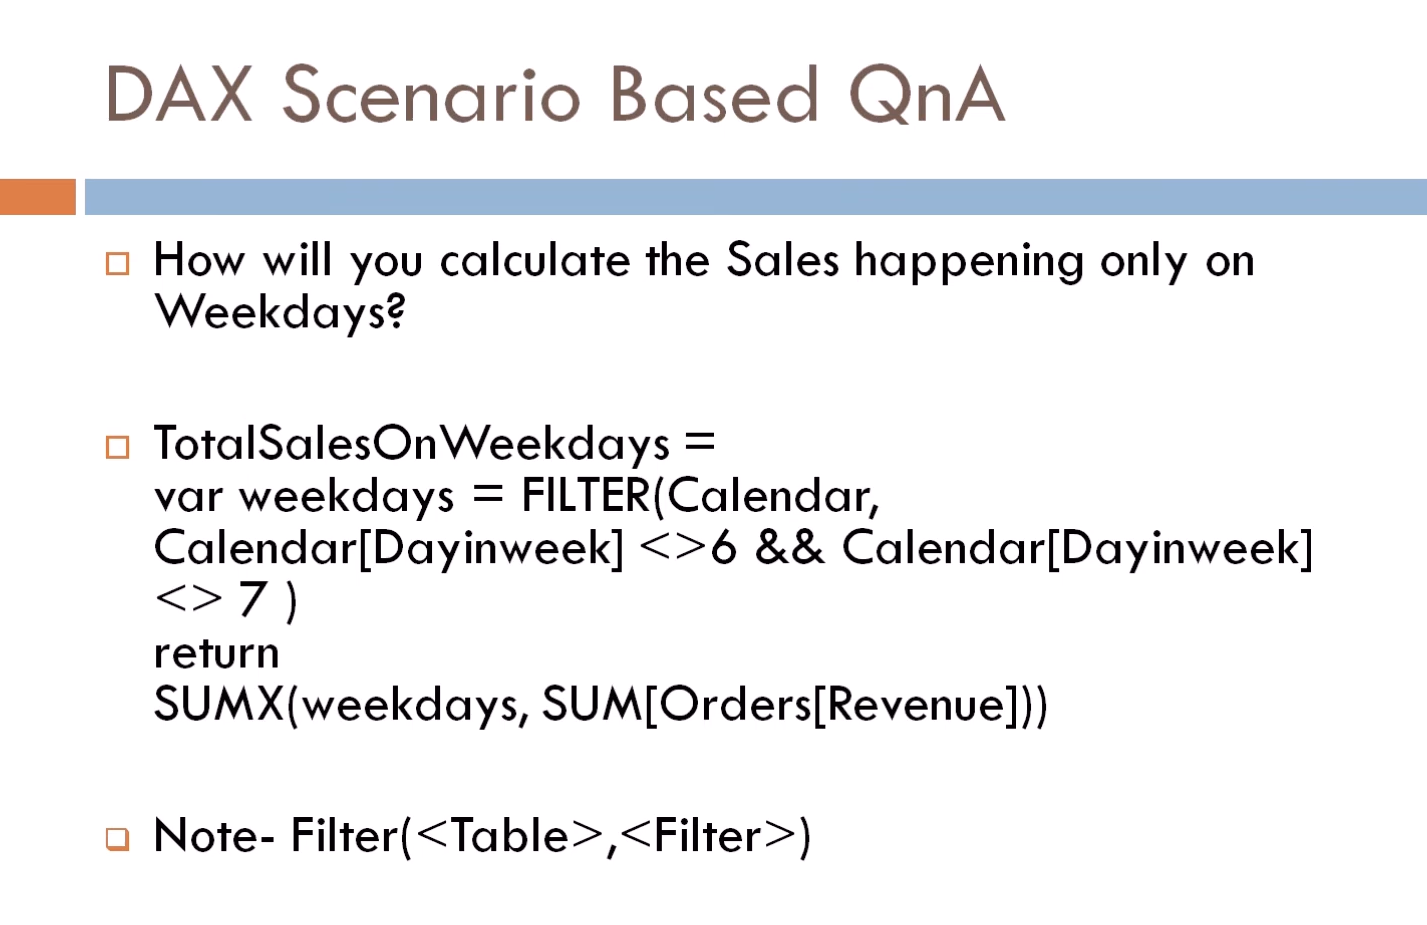 DAX Scenario Based QnA
How will you calculate the Sales happening only on
Weekdays?
TotalSalesOnWeekdays =
var weekdays = FILTER(Calendar,
Calendar[Dayinweek] <>6 && Calendar[Dayinweek]
<> 7 )
return
SUMX(weekdays, SUM[Orders[Revenue]))
Note- Filter(<Table>,<Filter>)